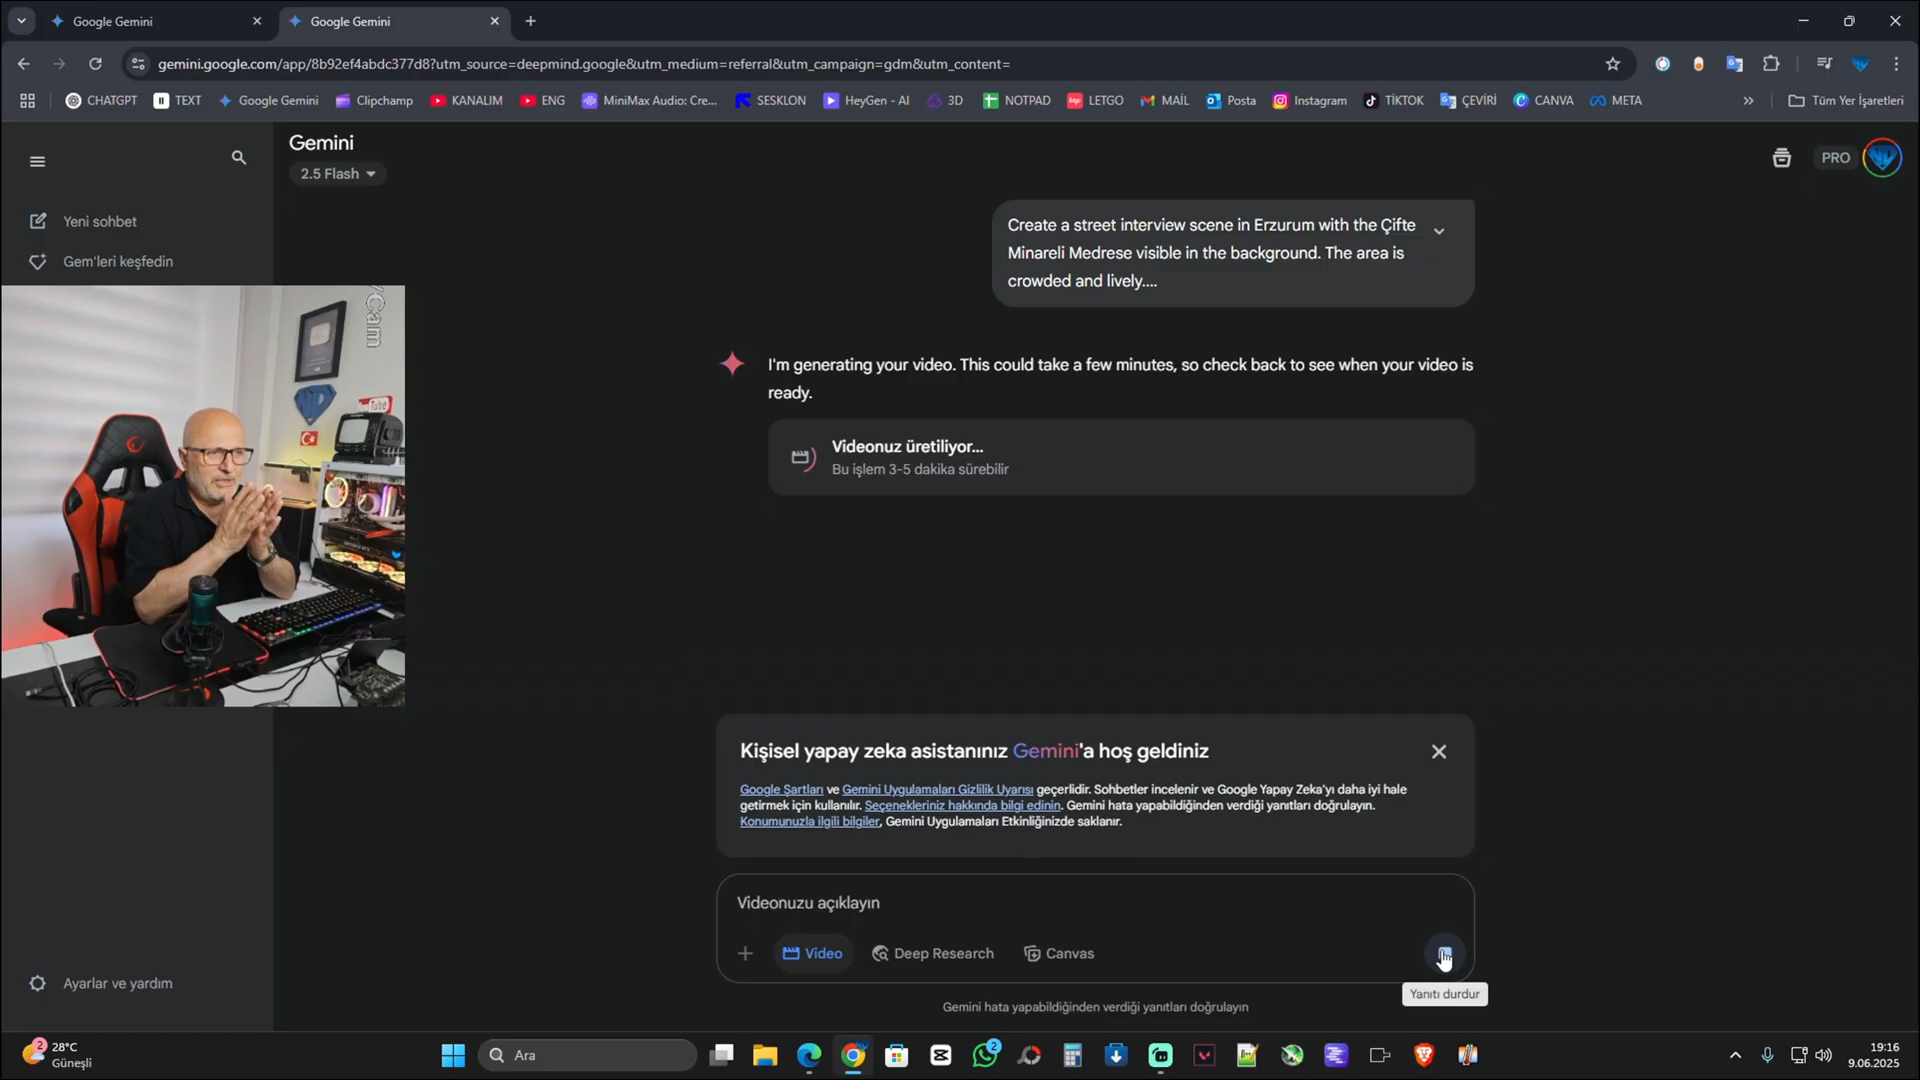 Google Gemini
Google Gemini
gemini.google.com/app/8b92ef4abdc377d8?utm_source=deepmind.google&utm_medium=referral&utm_campaign=gdm&utm_content=
CHATGPT
TEXT
Google Gemini
Clipchamp
KANALIM
ENG
MiniMax Audio: Cre...
SESKLON
HeyGen - AI
3D
NOTPAD
LETGO
MAİL
Posta
Instagram
TİKTOK
ÇEVİRİ
CANVA
META
»
Tüm Yer İşaretleri
Gemini
2.5 Flash
PRO
Yeni sohbet
Gem'leri keşfedin
Create a street interview scene in Erzurum with the Çifte
Minareli Medrese visible in the background. The area is
crowded and lively....
I'm generating your video. This could take a few minutes, so check back to see when your video is
ready.
Videonuz üretiliyor...
Bu işlem 3-5 dakika sürebilir
Cam
YouTube
Kişisel yapay zeka asistanınız Gemini'a hoş geldiniz
Google Şartları ve Gemini Uygulamaları Gizlilik Uyarısı geçerlidir. Sohbetler incelenir ve Google Yapay Zeka'yı daha iyi hale
getirmek için kullanılır. Seçenekleriniz hakkında bilgi edinin. Gemini hata yapabildiğinden verdiği yanıtları doğrulayın.
Konumunuzla ilgili bilgiler, Gemini Uygulamaları Etkinliğinizde saklanır.
Videonuzu açıklayın
Video
Deep Research
Canvas
Yanıtı durdur
Ayarlar ve yardım
Gemini hata yapabildiğinden verdiği yanıtları doğrulayın
2
28°C
Güneşli
Ara
2
19:16
9.06.2025